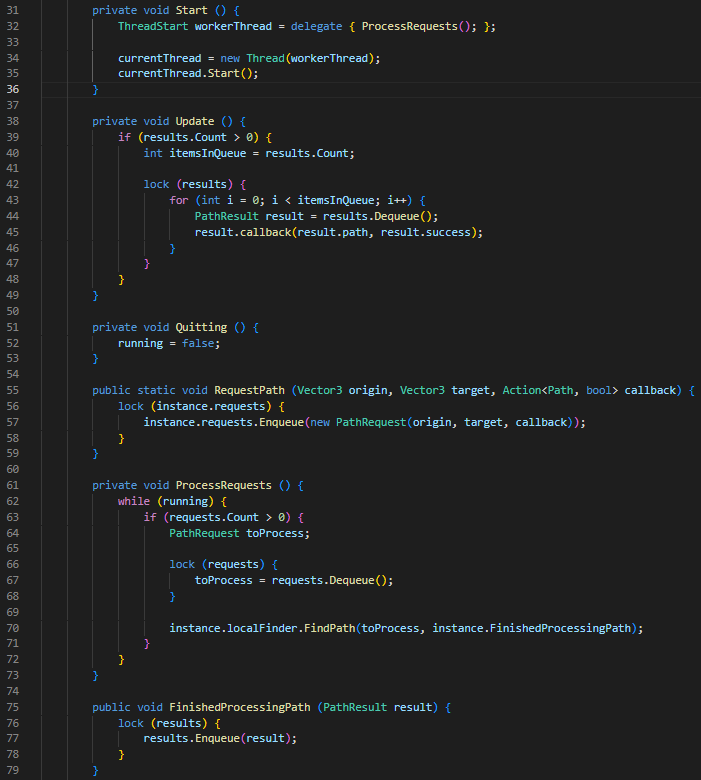 31 private void Start () {
32 ThreadStart workerThread = delegate { ProcessRequests(); };
33
34 currentThread = new Thread(workerThread);
35 currentThread.Start();
36 }
37
38 private void Update () {
39 if (results.Count > 0) {
40 int itemsInQueue = results.Count;
41
42 lock (results) {
43 for (int i = 0; i < itemsInQueue; i++) {
44 PathResult result = results.Dequeue();
45 result.callback(result.path, result.success);
46 }
47 }
48 }
49 }
50
51 private void Quitting () {
52 running = false;
53 }
54
55 public static void RequestPath (Vector3 origin, Vector3 target, Action<Path, bool> callback) {
56 lock (instance.requests) {
57 instance.requests.Enqueue(new PathRequest(origin, target, callback));
58 }
59 }
60
61 private void ProcessRequests () {
62 while (running) {
63 if (requests.Count > 0) {
64 PathRequest toProcess;
65
66 lock (requests) {
67 toProcess = requests.Dequeue();
68 }
69
70 instance.localFinder.FindPath(toProcess, instance.FinishedProcessingPath);
71 }
72 }
73 }
74
75 public void FinishedProcessingPath (PathResult result) {
76 lock (results) {
77 results.Enqueue(result);
78 }
79 }